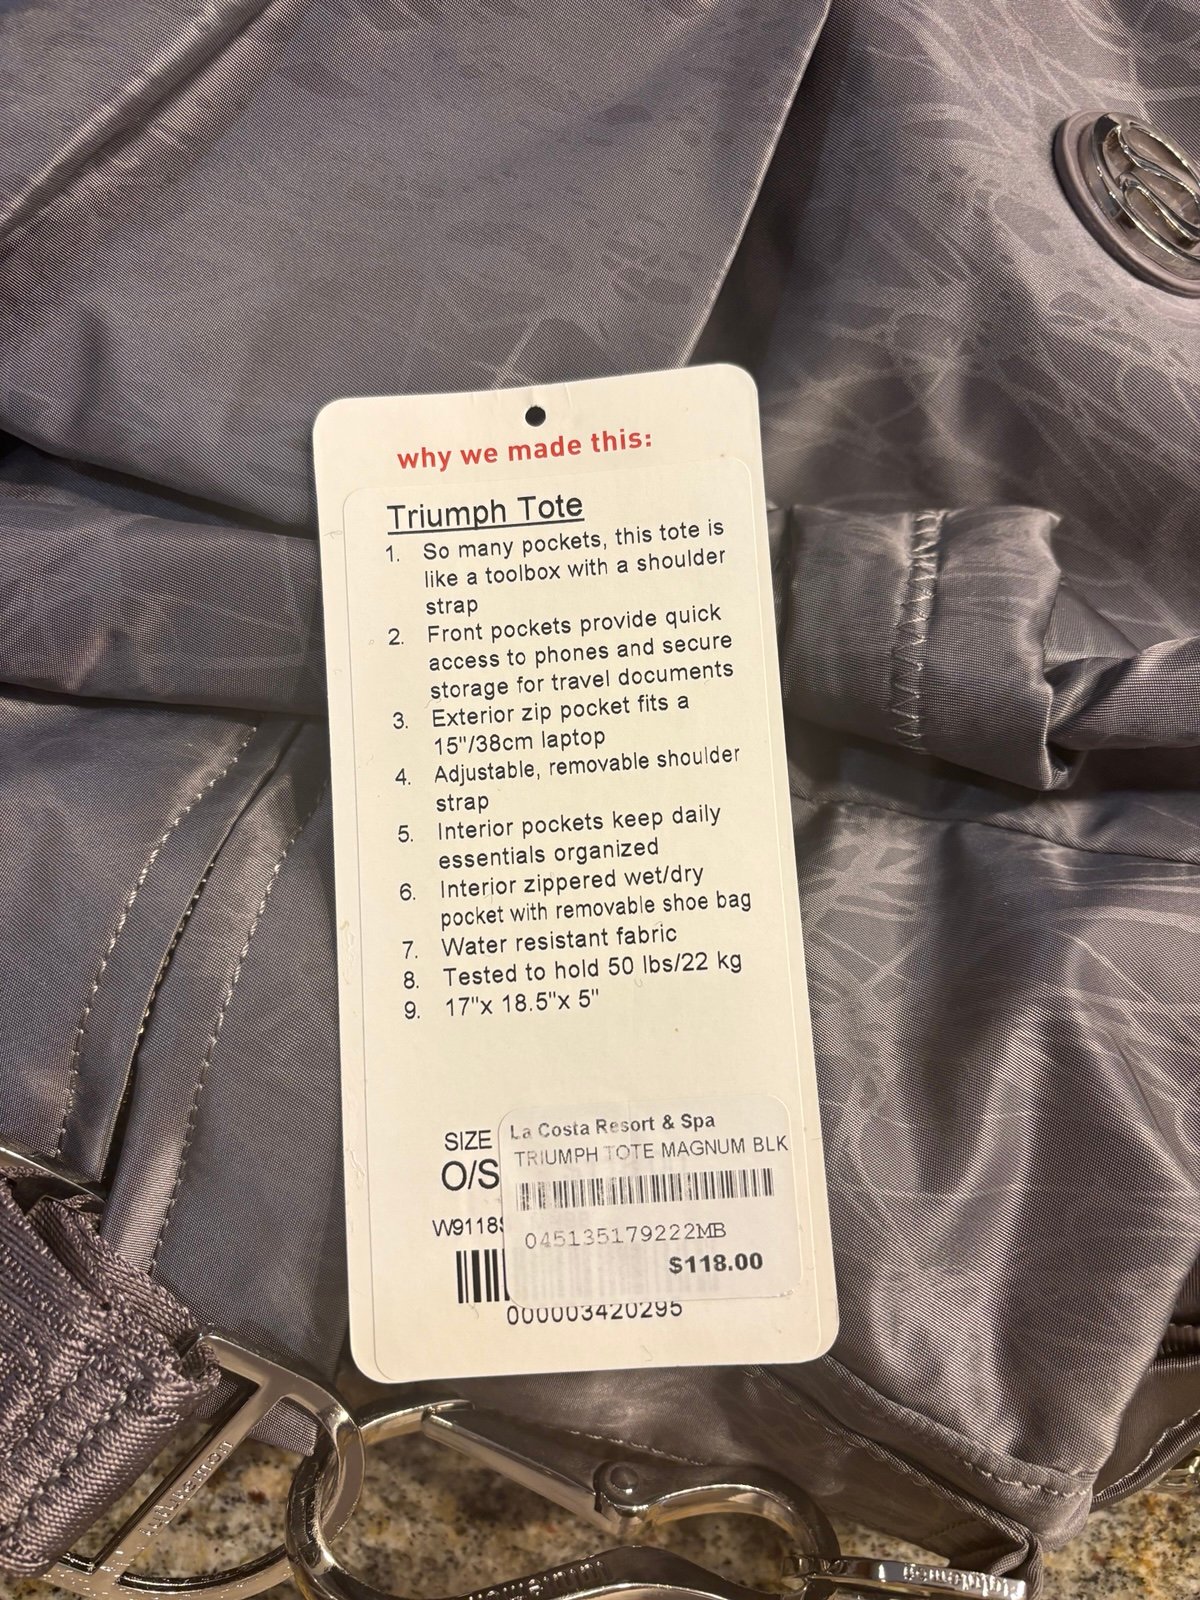 why we made this:
Triumph Tote
1. So many pockets, this tote is
like a toolbox with a shoulder
strap
2. Front pockets provide quick
access to phones and secure
storage for travel documents
3. Exterior zip pocket fits a
15"/38cm laptop
4. Adjustable, removable shoulder
strap
5. Interior pockets keep daily
essentials organized
6. Interior zippered wet/dry
pocket with removable shoe bag
7. Water resistant fabric
8. Tested to hold 50 lbs/22 kg
9. 17"x 18.5"x 5"
SIZE
O/S
La Costa Resort & Spa
TRIUMPH TOTE MAGNUM BLK
045135179222MB
$118.00
000003420295
lululemon
lululemon
lululemon